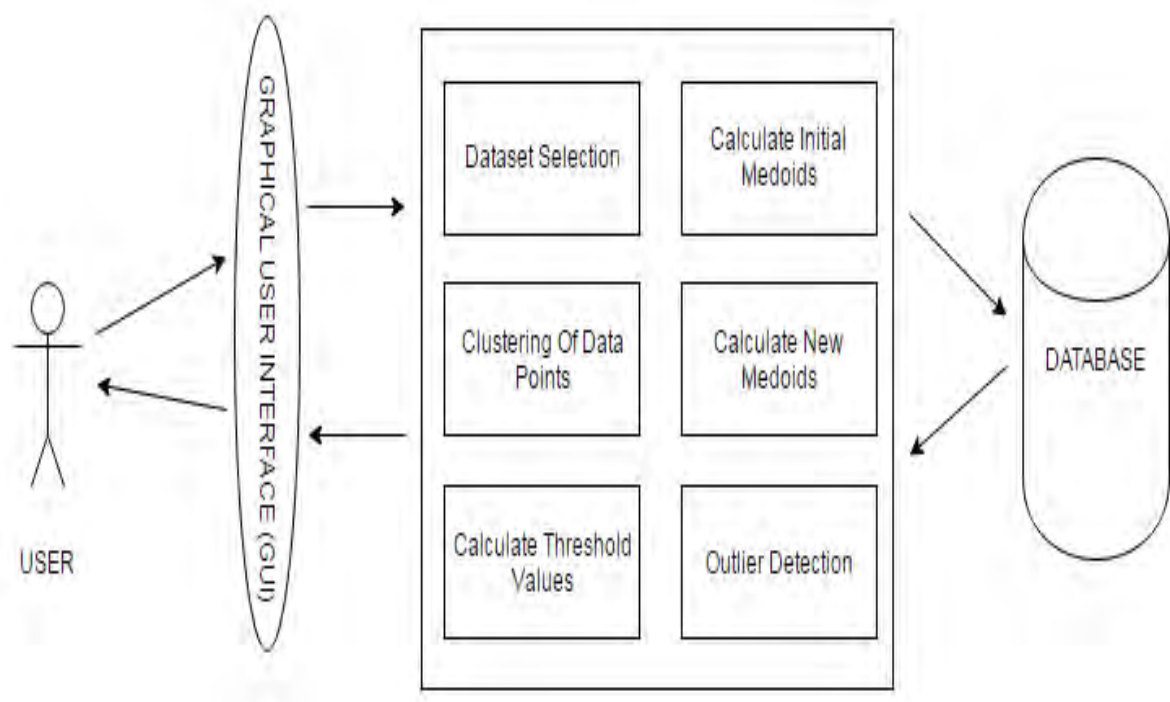 USER
GRAPHICAL USER INTERFACE (GUI)
Dataset Selection
Calculate Initial
Medoids
Clustering Of Data
Points
Calculate New
Medoids
Calculate Threshold
Values
Outlier Detection
DATABASE